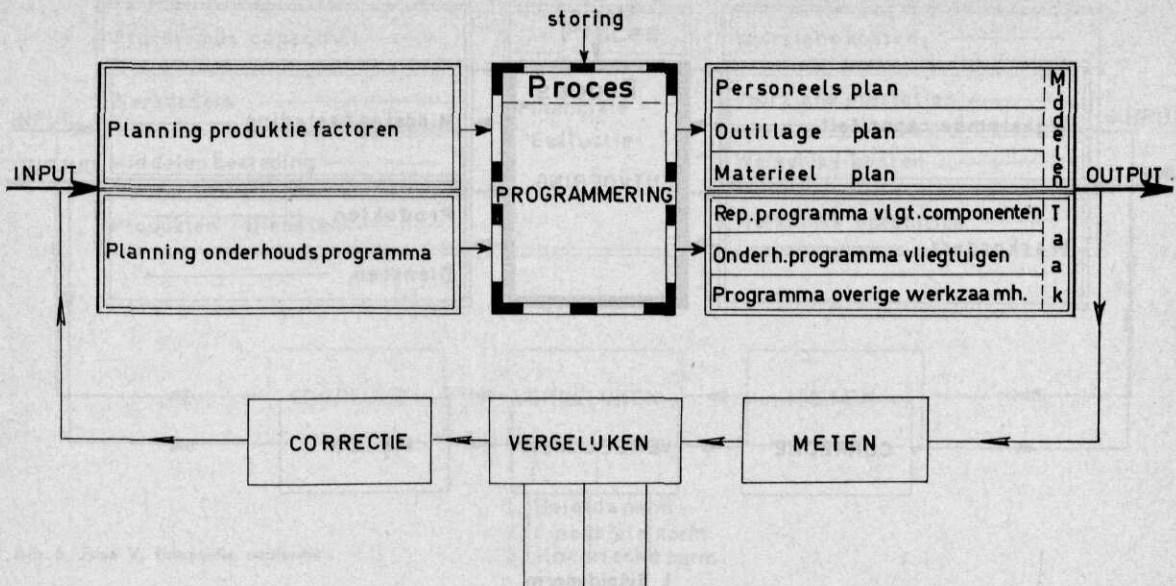 storing
Proces
Personeels plan
Planning produktie factoren
Outillage plan
Materieel plan
Middelen
INPUT
PROGRAMMERING
OUTPUT
Rep. programma vlgt. componenten
Planning onderhoudsprogramma
Onderh. programma vliegtuigen
Programma overige werkzaamh.
Taak
CORRECTIE
VERGELIJKEN
METEN